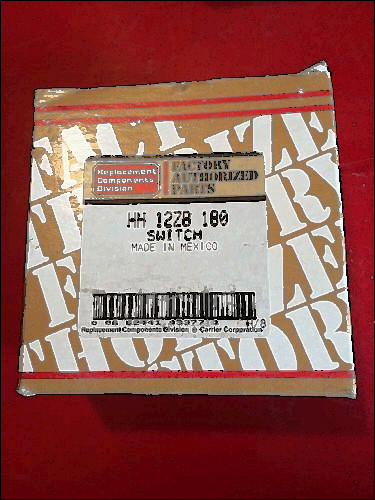 Replacement
Components
Division
FACTORY
AUTHORIZED
PARTS
HH 12ZB 180
SWITCH
MADE IN MEXICO
Replacement Components Division © Carrier Corporation